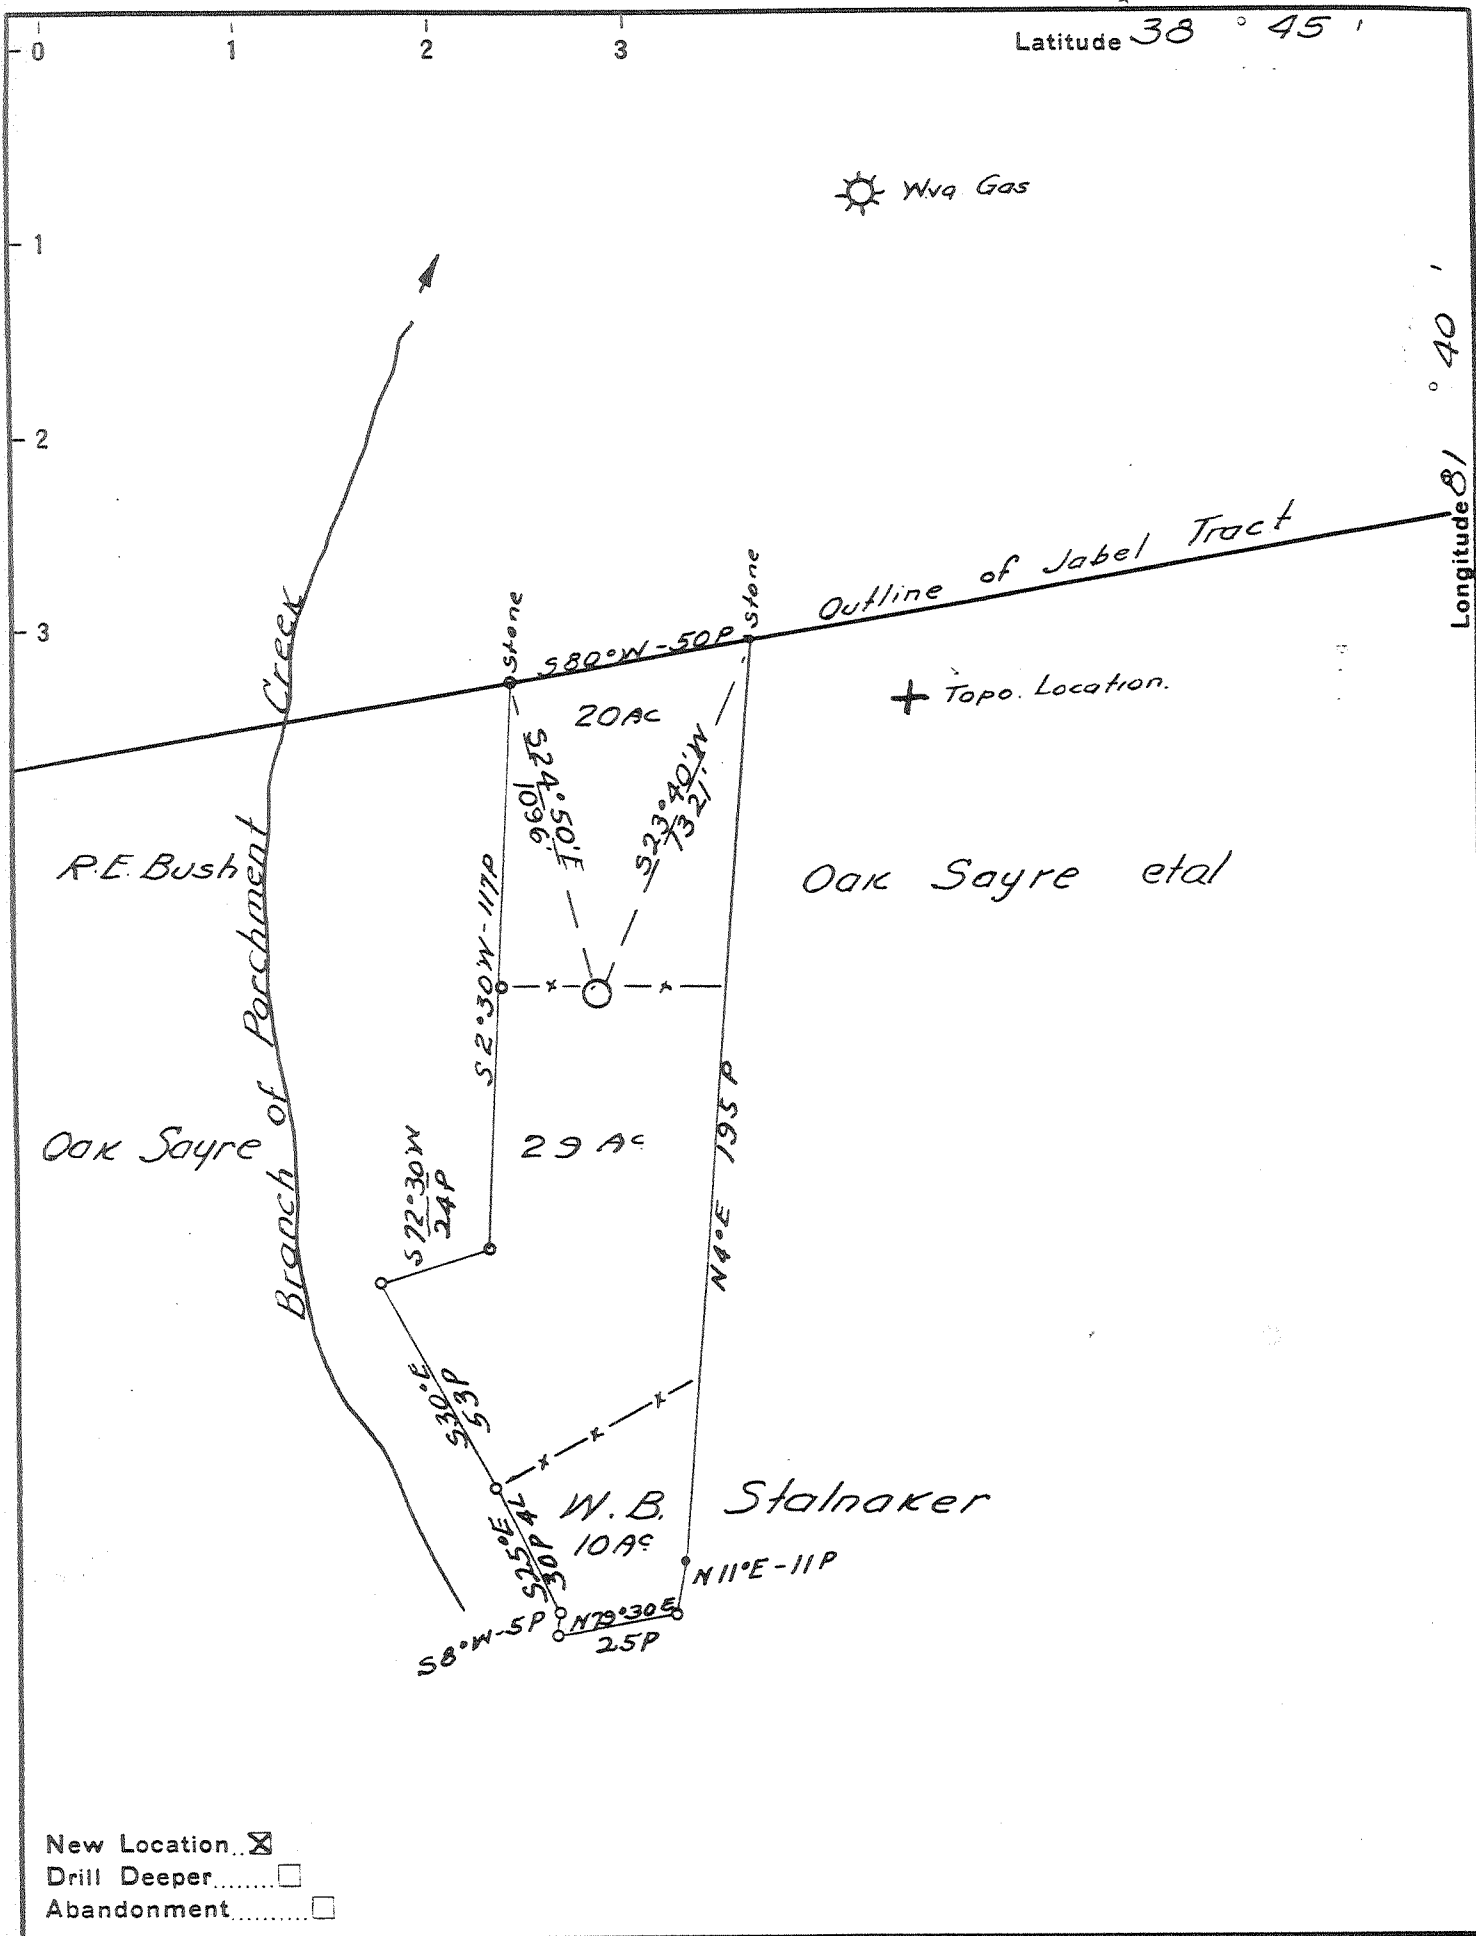 0 1 2 3
Latitude 38 ° 45 '
W.va Gas
1
Longitude 81 ° 40 '
2
Outline of Jabel Tract
Stone
Stone
3
S80°W-50P
Topo. Location.
20Ac
S24°50'E
1096'
S23°40'W
1321'
R.E. Bush
Oak Sayre etal
S2°30W-117P
Branch of Parchment Creek
Oak Sayre
29 Ac
N4°E 195P
S72°30W
24P
S30°E
53P
W.B. Stalnaker
10Ac
S25°E
30P 4L
N11°E-11P
S8°W-5P
N79°30E
25P
New Location..☒
Drill Deeper........☐
Abandonment..........☐